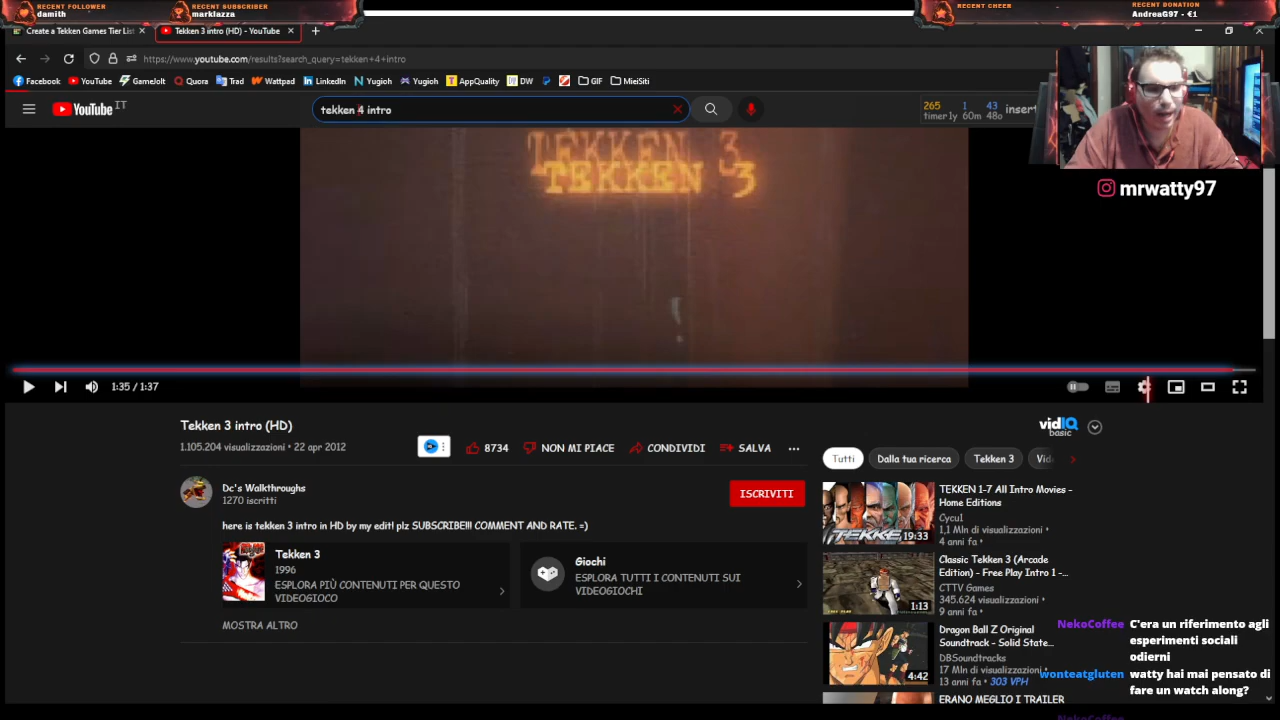 RECENT FOLLOWER
damith
RECENT SUBSCRIBER
marklazza
RECENT CHEER
RECENT DONATION
AndreaG97 - €1
Create a Tekken Games Tier List
Tekken 3 intro (HD) - YouTube
https://www.youtube.com/results?search_query=tekken+4+intro
Facebook
YouTube
GameJolt
Quora
Trad
Wattpad
LinkedIn
Yugioh
Yugioh
AppQuality
DW
GIF
MieiSiti
YouTube IT
tekken 4 intro
265 1 43
timer 1y 60m 48o
insert
mrwatty97
TEKKEN 3
TEKKEN 3
1:35 / 1:37
Tekken 3 intro (HD)
1.105.204 visualizzazioni • 22 apr 2012
8734
NON MI PIACE
CONDIVIDI
SALVA
vidIQ
basic
Tutti
Dalla tua ricerca
Tekken 3
Dc's Walkthroughs
1270 iscritti
ISCRIVITI
here is tekken 3 intro in HD by my edit! plz SUBSCRIBE!!! COMMENT AND RATE. =)
Tekken 3
1996
ESPLORA PIÙ CONTENUTI PER QUESTO
VIDEOGIOCO
Giochi
ESPLORA TUTTI I CONTENUTI SUI
VIDEOGIOCHI
MOSTRA ALTRO
TEKKEN 1-7 All Intro Movies -
Home Editions
Cycu1
1,1 Mln di visualizzazioni •
4 anni fa •
19:33
Classic Tekken 3 (Arcade
Edition) - Free Play Intro 1 -...
CTTV Games
345.624 visualizzazioni •
9 anni fa •
1:13
Dragon Ball Z Original
Soundtrack - Solid State...
DBSoundtracks
17 Mln di visualizzazioni •
13 anni fa • 303 VPH
4:42
ERANO MEGLIO I TRAILER
NekoCoffee C'era un riferimento agli
esperimenti sociali
odierni
wonteatgluten watty hai mai pensato di
fare un watch along?